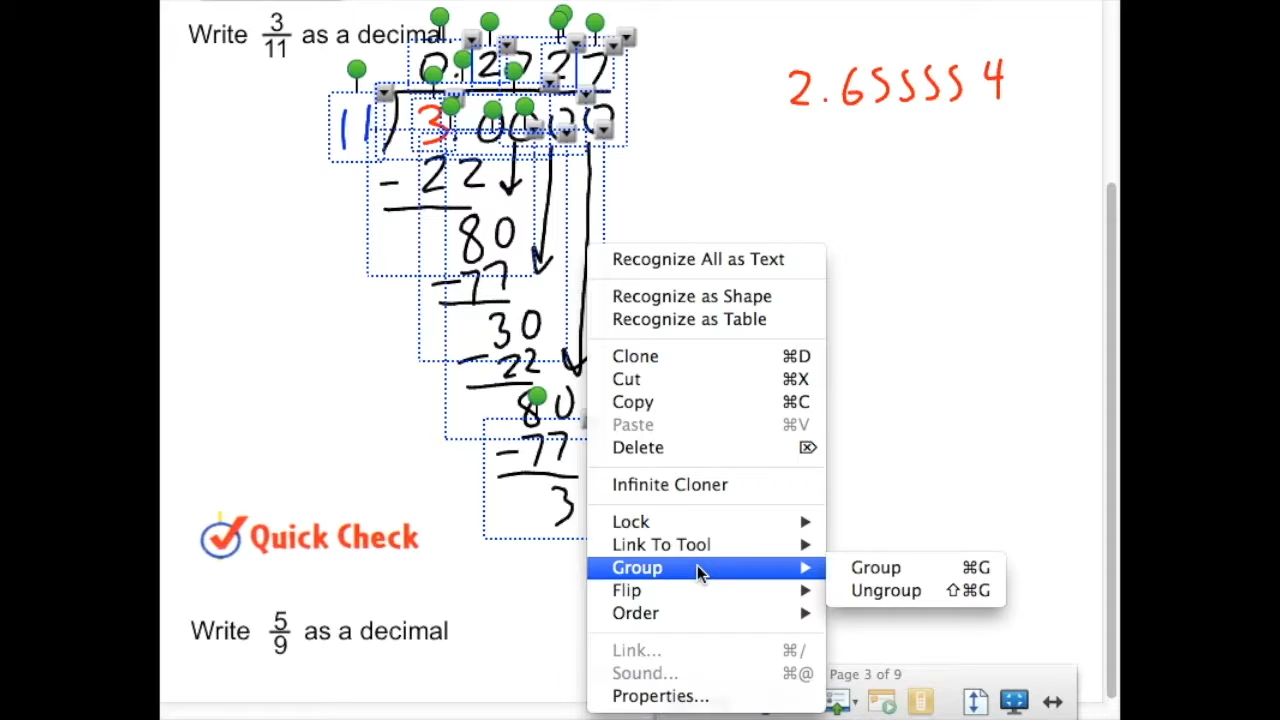 Write 3/11 as a decimal.
0.2727
11)3.0000
- 22
80
-77
30
-22
80
-77
3
2.65555 4
Recognize All as Text
Recognize as Shape
Recognize as Table
Clone ⌘D
Cut ⌘X
Copy ⌘C
Paste ⌘V
Delete ⌦
Infinite Cloner
Lock
Link To Tool
Group
Flip
Order
Link... ⌘/
Sound... ⌘@
Properties...
Group ⌘G
Ungroup ⇧⌘G
Quick Check
Write 5/9 as a decimal
Page 3 of 9